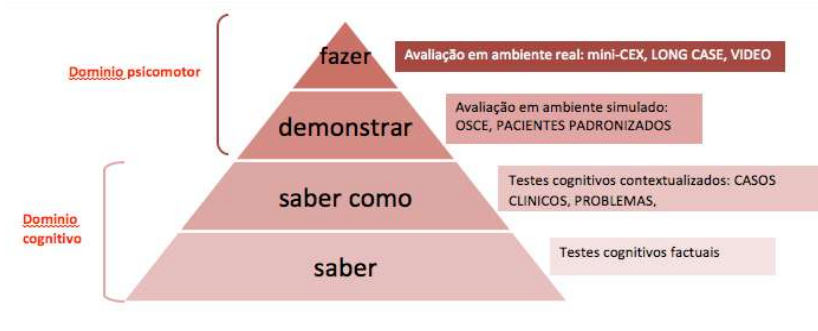 fazer
Avaliação em ambiente real: mini-CEX, LONG CASE, VIDEO
Dominio psicomotor
demonstrar
Avaliação em ambiente simulado:
OSCE, PACIENTES PADRONIZADOS
saber como
Testes cognitivos contextualizados: CASOS
CLINICOS, PROBLEMAS,
Dominio
cognitivo
saber
Testes cognitivos factuais